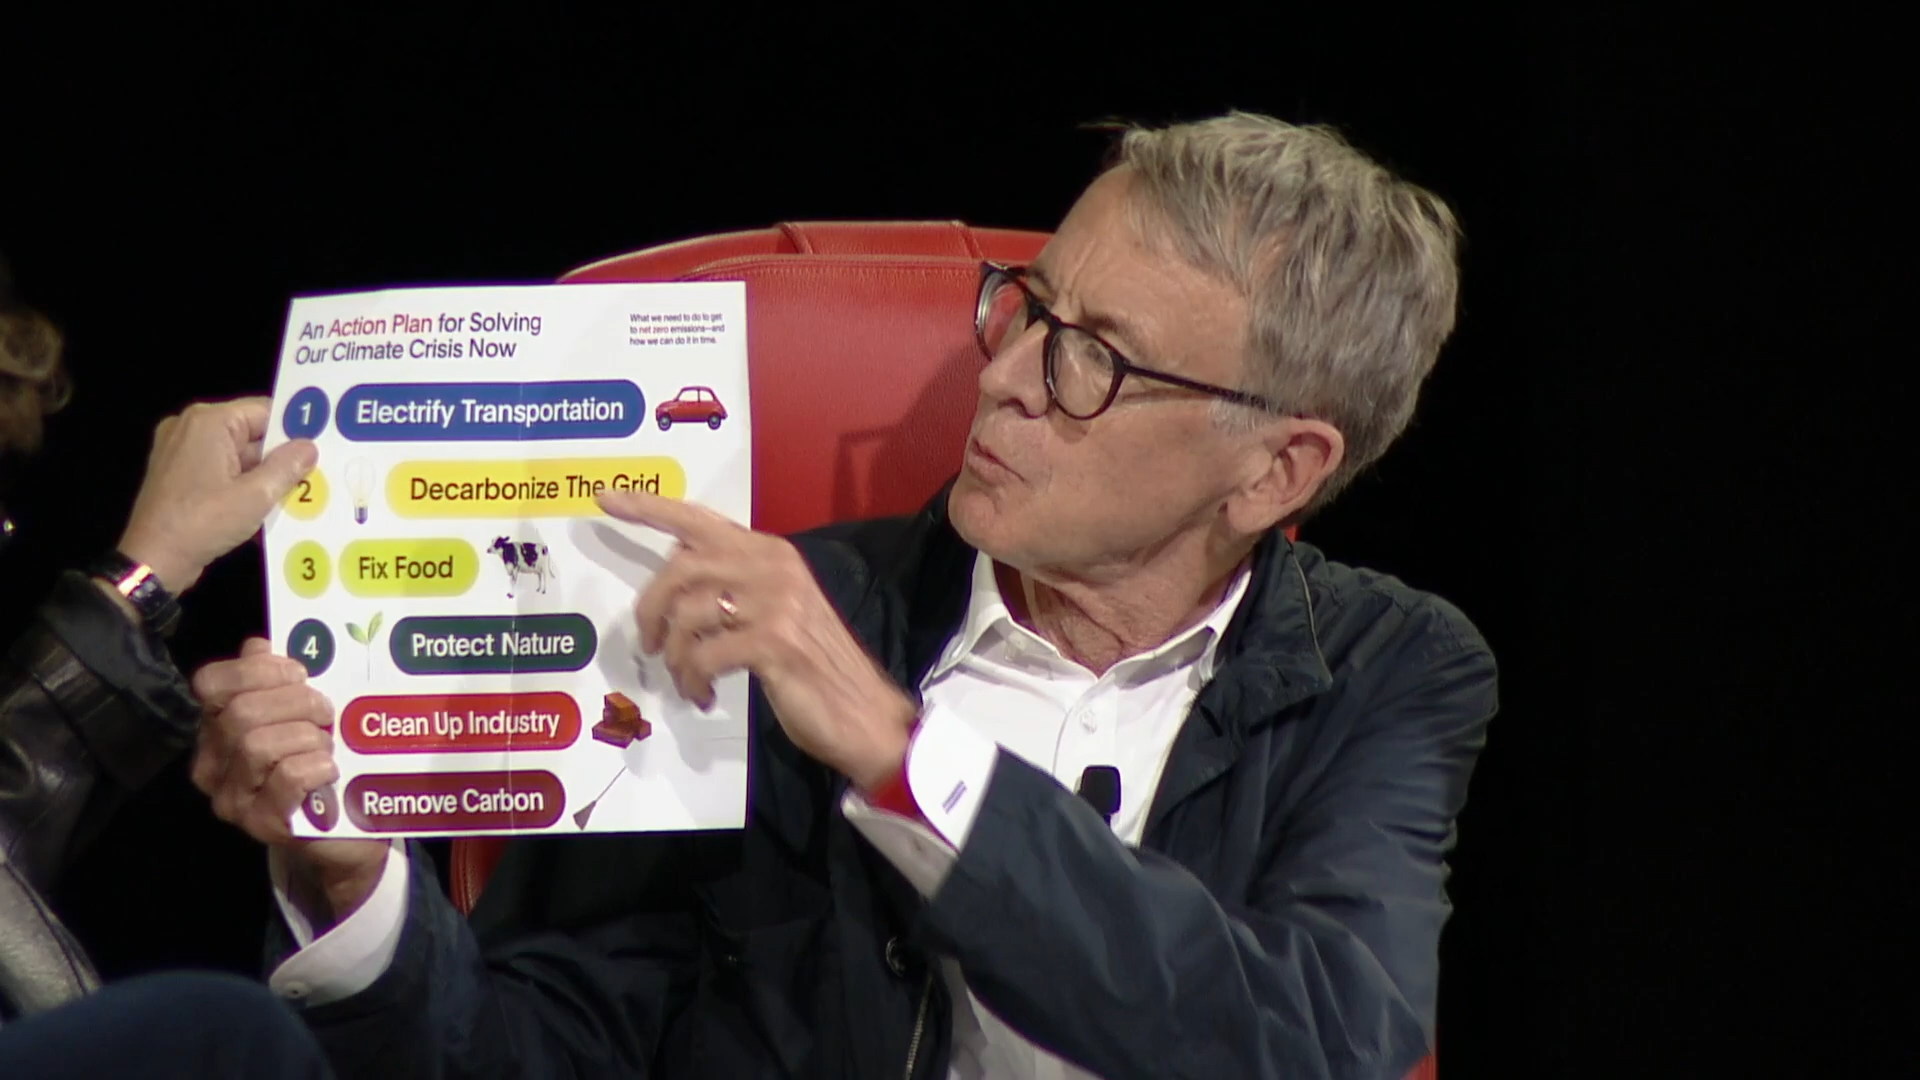 An Action Plan for Solving
Our Climate Crisis Now
What we need to do to get
to net zero emissions—and
how we can do it in time.
1 Electrify Transportation
2 Decarbonize The Grid
3 Fix Food
4 Protect Nature
Clean Up Industry
6 Remove Carbon